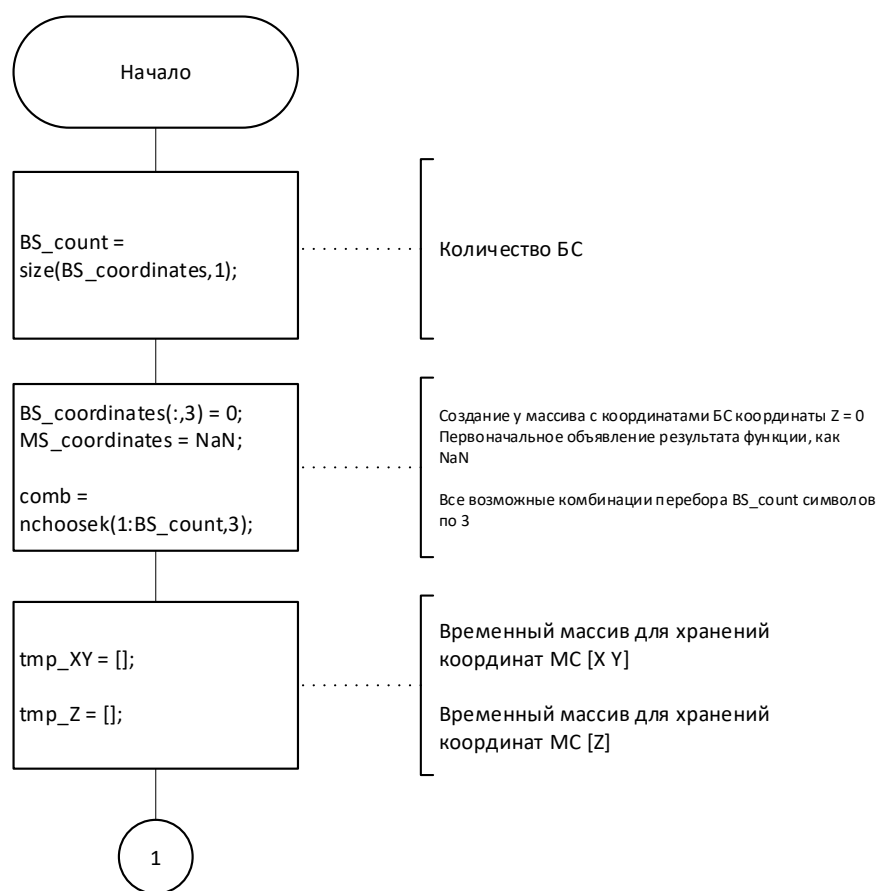 Начало
BS_count =
size(BS_coordinates,1);
Количество БС
BS_coordinates(:,3) = 0;
MS_coordinates = NaN;
comb =
nchoosek(1:BS_count,3);
Создание у массива с координатами БС координаты Z = 0
Первоначальное объявление результата функции, как
NaN
Все возможные комбинации перебора BS_count символов
по 3
tmp_XY = [];
tmp_Z = [];
Временный массив для хранений
координат МС [X Y]
Временный массив для хранений
координат МС [Z]
1